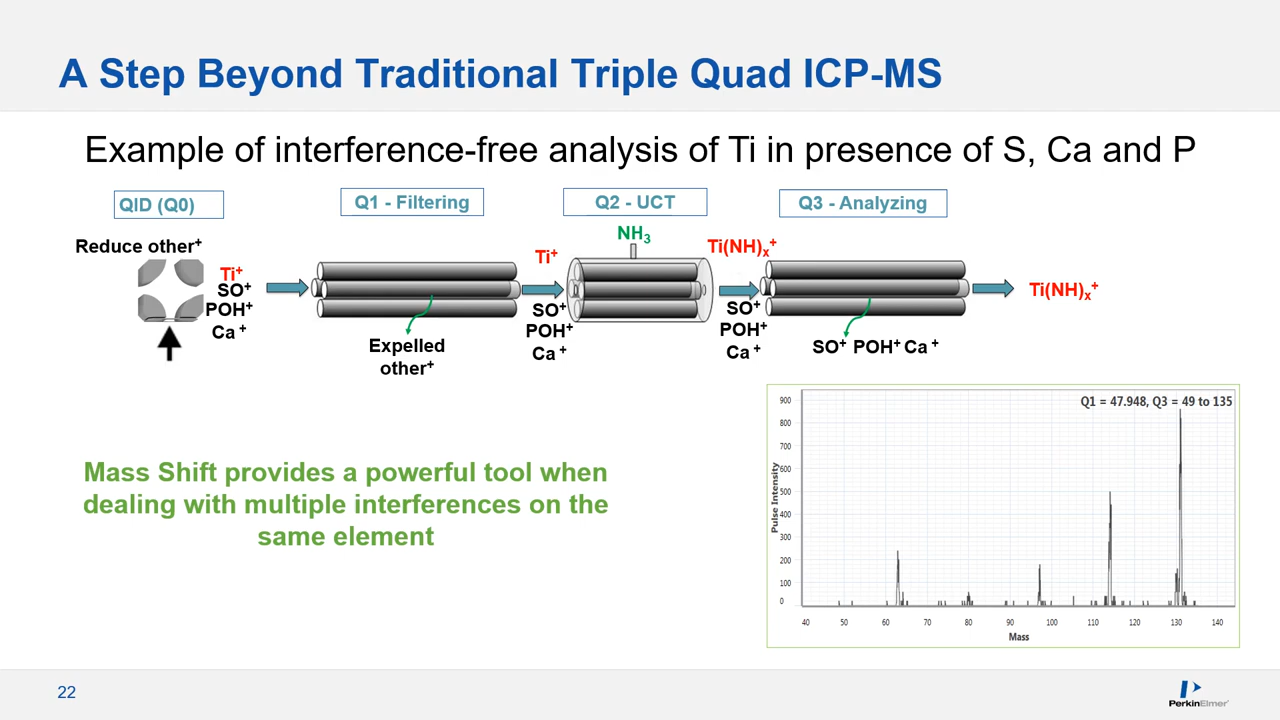 A Step Beyond Traditional Triple Quad ICP-MS
Example of interference-free analysis of Ti in presence of S, Ca and P
QID (Q0)
Q1 - Filtering
Q2 - UCT
Q3 - Analyzing
Reduce other⁺
Ti⁺
SO⁺
POH⁺
Ca ⁺
Expelled
other⁺
Ti⁺
SO⁺
POH⁺
Ca ⁺
NH₃
Ti(NH)ₓ⁺
SO⁺
POH⁺
Ca ⁺
SO⁺ POH⁺ Ca ⁺
Ti(NH)ₓ⁺
Mass Shift provides a powerful tool when
dealing with multiple interferences on the
same element
Q1 = 47.948, Q3 = 49 to 135
Pulse Intensity
900
800
700
600
500
400
300
200
100
0
40 50 60 70 80 90 100 110 120 130 140
Mass
22
PerkinElmer